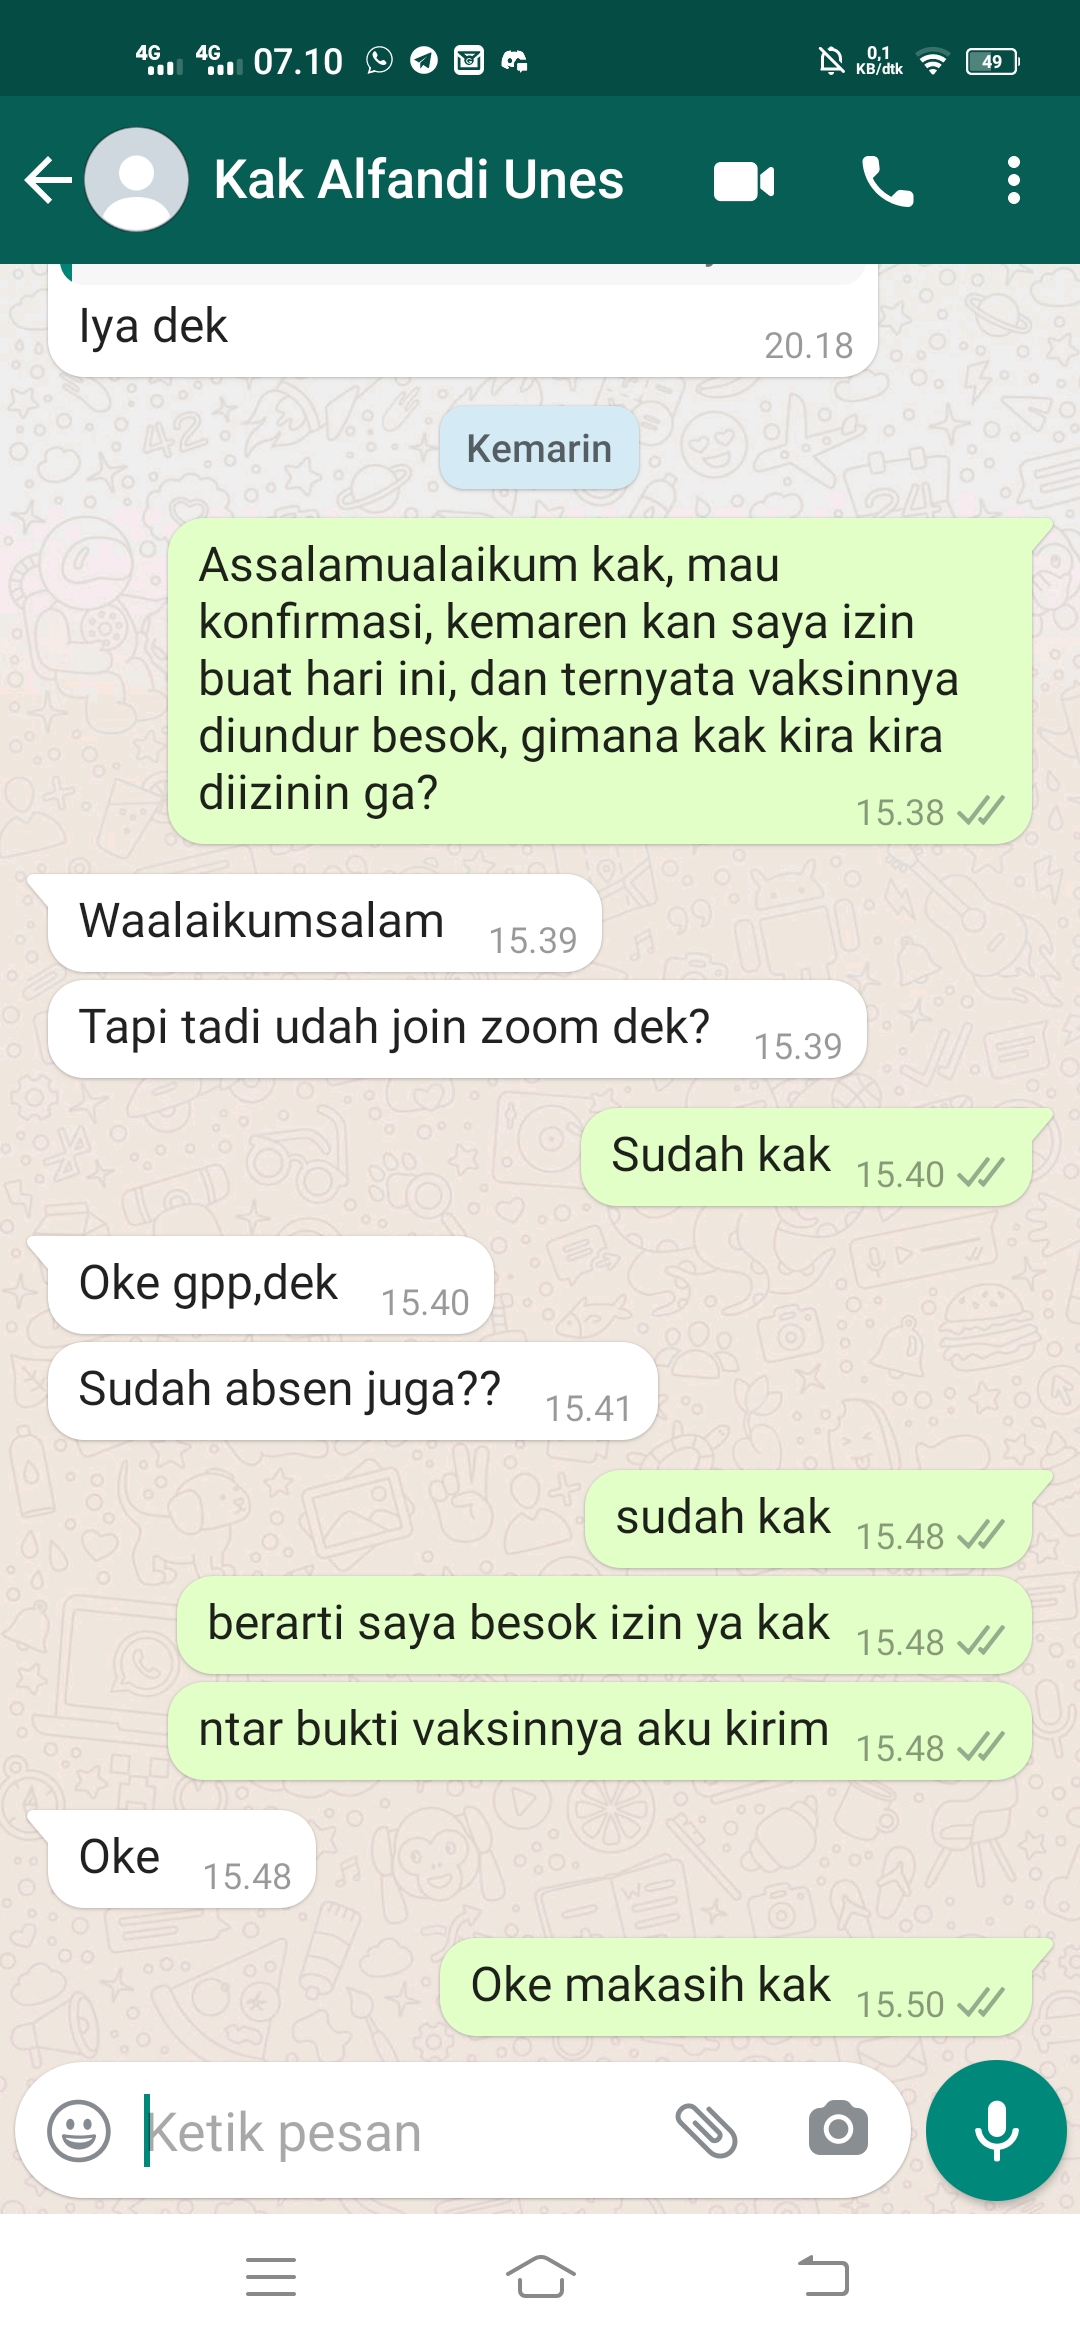 4G 4G 07.10 0,1 KB/dtk 49
Kak Alfandi Unes
Iya dek
20.18
Kemarin
Assalamualaikum kak, mau
konfirmasi, kemaren kan saya izin
buat hari ini, dan ternyata vaksinnya
diundur besok, gimana kak kira kira
diizinin ga?
15.38
Waalaikumsalam 15.39
Tapi tadi udah join zoom dek? 15.39
Sudah kak 15.40
Oke gpp,dek 15.40
Sudah absen juga?? 15.41
sudah kak 15.48
berarti saya besok izin ya kak 15.48
ntar bukti vaksinnya aku kirim 15.48
Oke 15.48
Oke makasih kak 15.50
Ketik pesan